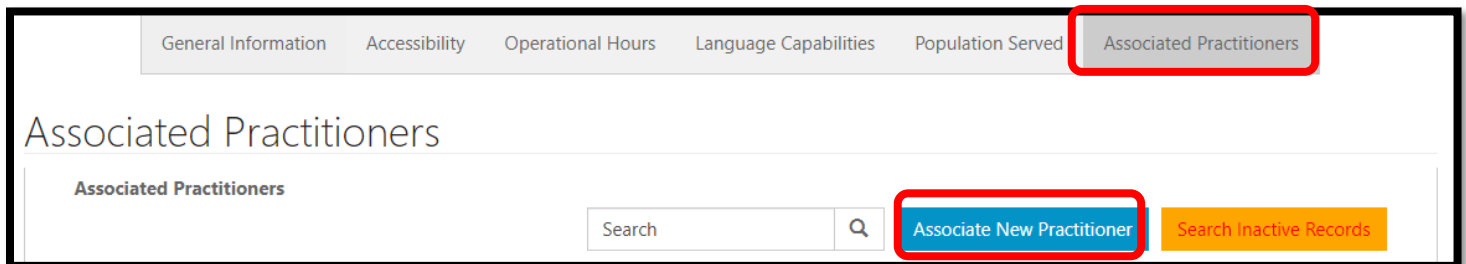 General Information Accessibility Operational Hours Language Capabilities Population Served Associated Practitioners
Associated Practitioners
Associated Practitioners
Search Associate New Practitioner Search Inactive Records